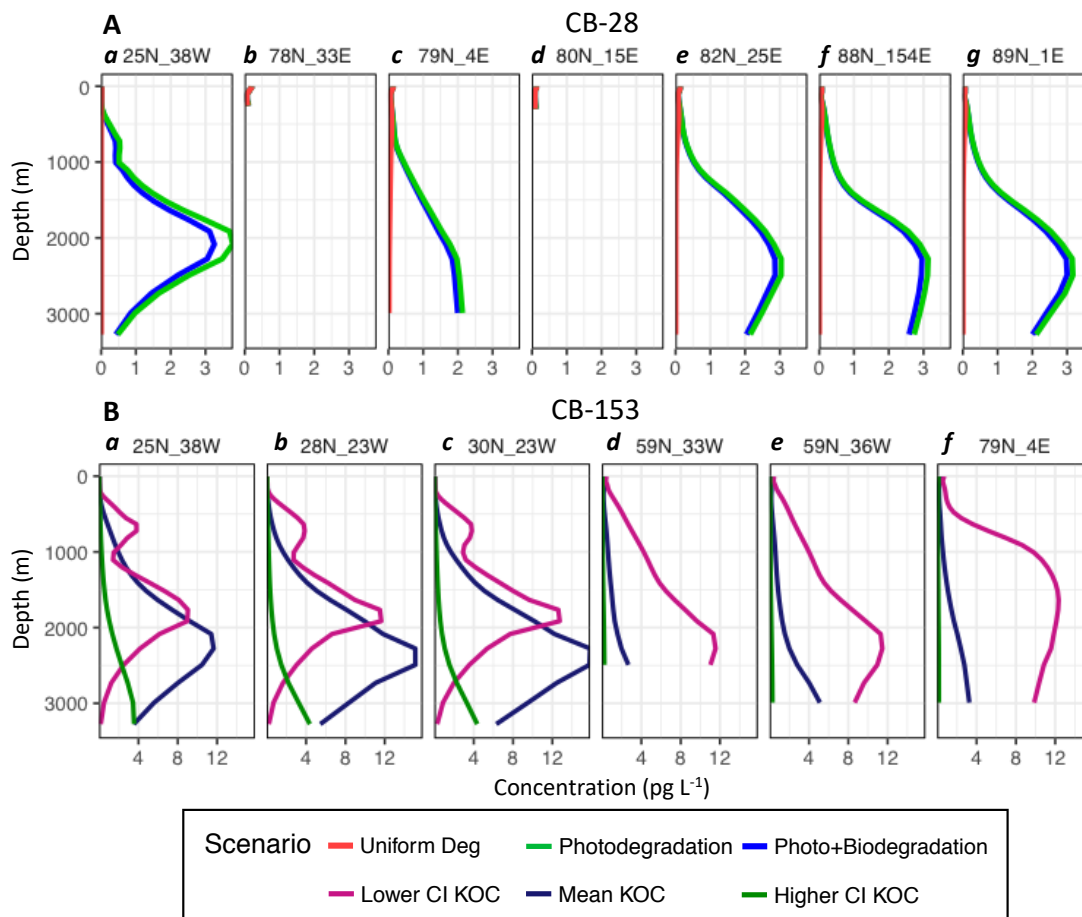 A
CB-28
a 25N_38W b 78N_33E c 79N_4E d 80N_15E e 82N_25E f 88N_154E g 89N_1E
0
1000
2000
3000
Depth (m)
0 1 2 3 0 1 2 3 0 1 2 3 0 1 2 3 0 1 2 3 0 1 2 3 0 1 2 3
B
CB-153
a 25N_38W b 28N_23W c 30N_23W d 59N_33W e 59N_36W f 79N_4E
0
1000
2000
3000
Depth (m)
4 8 12 4 8 12 4 8 12 4 8 12 4 8 12 4 8 12
Concentration (pg L-1)
Scenario Uniform Deg Photodegradation Photo+Biodegradation
Lower CI KOC Mean KOC Higher CI KOC